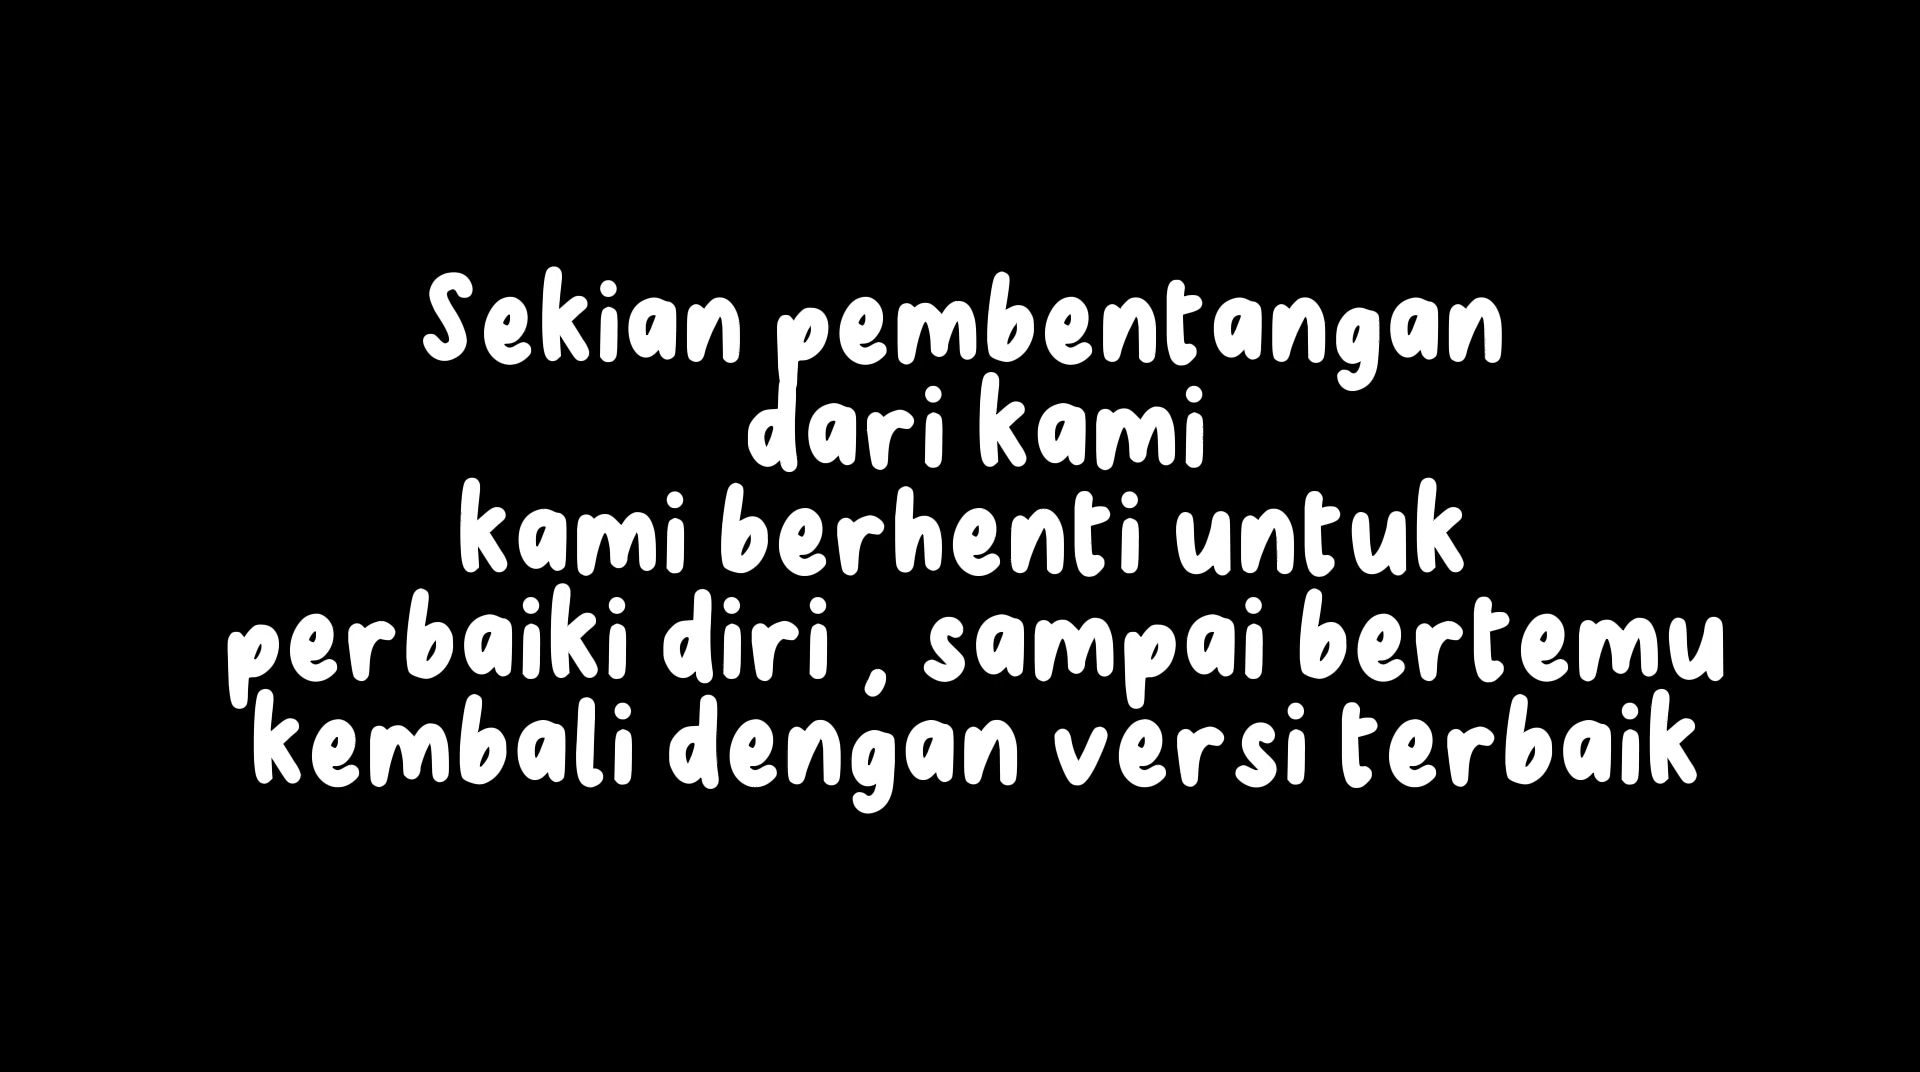 Sekian pembentangan
dari kami
kami berhenti untuk
perbaiki diri , sampai bertemu
kembali dengan versi terbaik